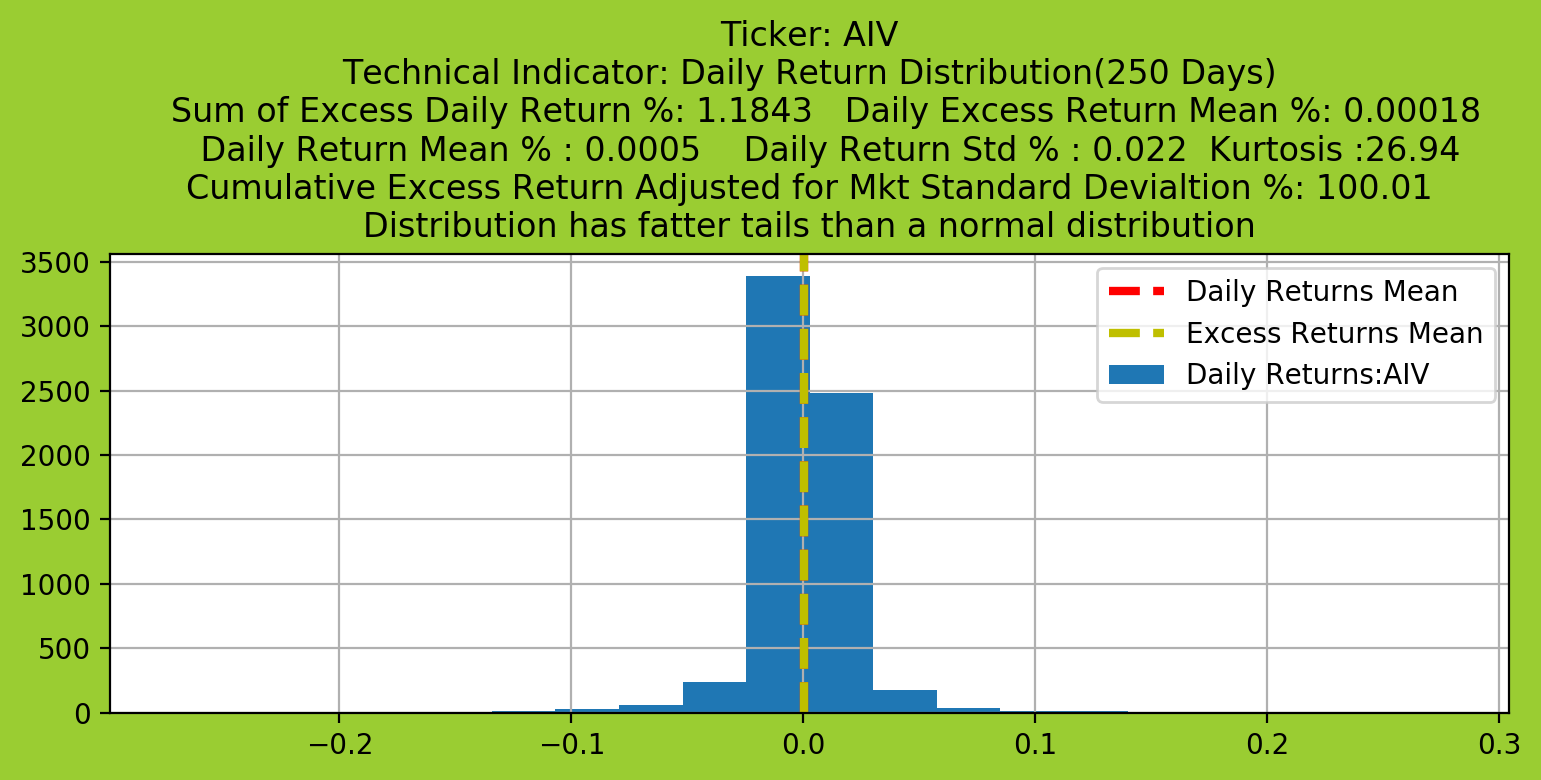 Ticker: AIV
Technical Indicator: Daily Return Distribution(250 Days)
Sum of Excess Daily Return %: 1.1843   Daily Excess Return Mean %: 0.00018
Daily Return Mean % : 0.0005    Daily Return Std % : 0.022  Kurtosis :26.94
Cumulative Excess Return Adjusted for Mkt Standard Devialtion %: 100.01
Distribution has fatter tails than a normal distribution
3500
3000
2500
2000
1500
1000
500
0
Daily Returns Mean
Excess Returns Mean
Daily Returns:AIV
−0.2 −0.1 0.0 0.1 0.2 0.3